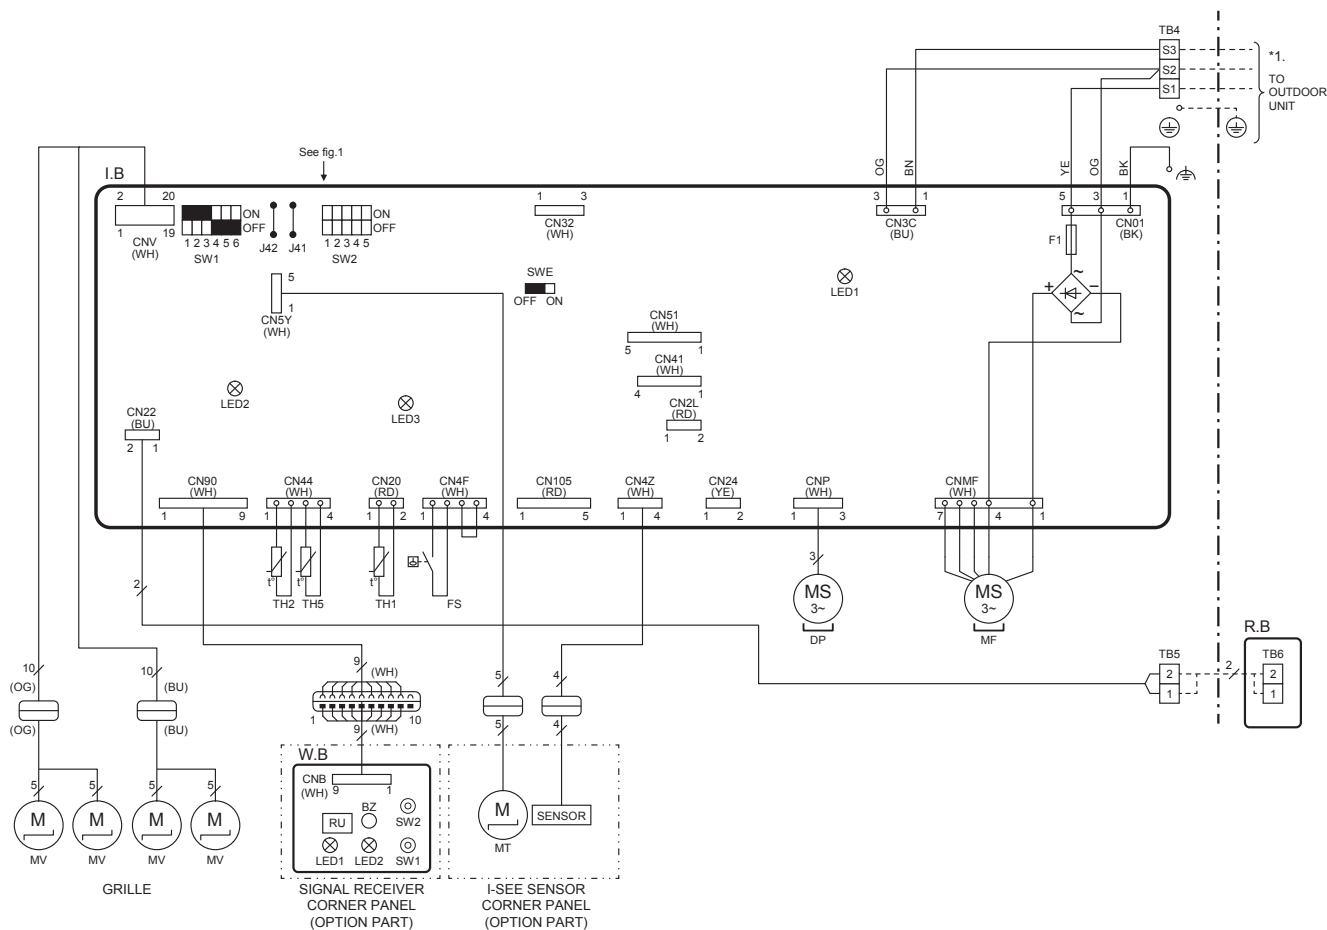 TB4
S3
S2
S1
*1.
TO
OUTDOOR
UNIT
See fig.1
I.B
OG
BN
YE
OG
BK
2 20
1 19
CNV
(WH)
ON
OFF
1 2 3 4 5 6
SW1
J42 J41
ON
OFF
1 2 3 4 5
SW2
1 3
CN32
(WH)
3 1
CN3C
(BU)
5 3 1
CN01
(BK)
F1
~
+ −
~
5
1
CN5Y
(WH)
SWE
OFF ON
LED1
CN51
(WH)
5 1
CN41
(WH)
4 1
CN2L
(RD)
1 2
LED2
LED3
CN22
(BU)
2 1
CN90
(WH)
1 9
CN44
(WH)
1 4
CN20
(RD)
1 2
CN4F
(WH)
1 4
CN105
(RD)
1 5
CN4Z
(WH)
1 4
CN24
(YE)
1 2
CNP
(WH)
1 3
CNMF
(WH)
7 4 1
2
t° t° t°
TH2 TH5 TH1 FS
3
MS
3~
DP
MS
3~
MF
R.B
TB5
2
1
2
TB6
2
1
10
(OG)
(OG)
10
(BU)
(BU)
9
(WH)
1 10
9
(WH)
5
5
4
4
5 5 5 5
M M M M
MV MV MV MV
GRILLE
W.B
CNB
(WH)
9 1
BZ
RU
SW2
LED1 LED2 SW1
SIGNAL RECEIVER
CORNER PANEL
(OPTION PART)
M
MT
SENSOR
I-SEE SENSOR
CORNER PANEL
(OPTION PART)